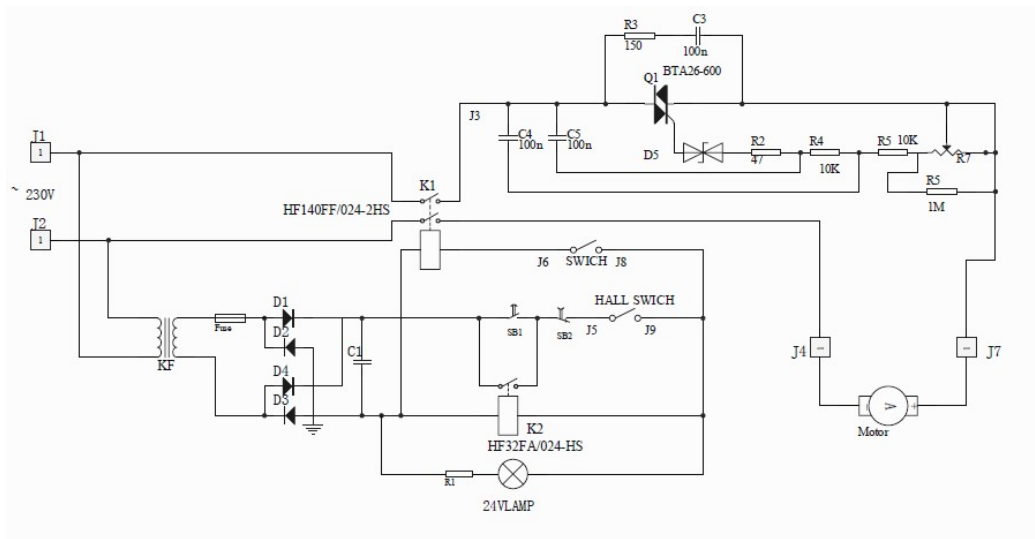 R3
150
C3
100n
BTA26-600
Q1
J3
C4
100n
C5
100n
D5
R2
47
R4
10K
R5
10K
R7
R5
1M
J1
1
~ 230V
J2
1
K1
HF140FF/024-2HS
J6
SWICH
J8
HALL SWICH
D1
Fuse
D2
SB1
SB2
J5
J9
C1
KF
D4
D3
J4
J7
K2
HF32FA/024-HS
Motor
R1
24VLAMP